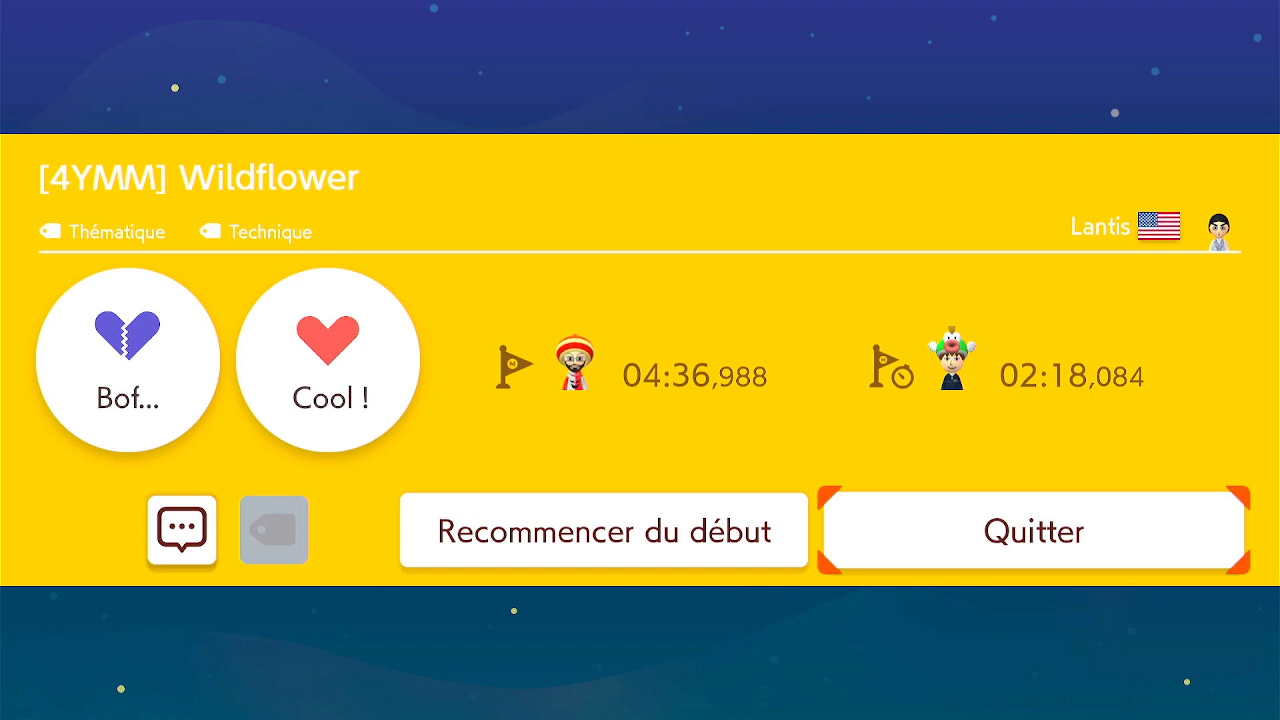 [4YMM] Wildflower
Thématique Technique
Lantis
Bof...
Cool !
M 04:36,988
M 02:18,084
Recommencer du début
Quitter